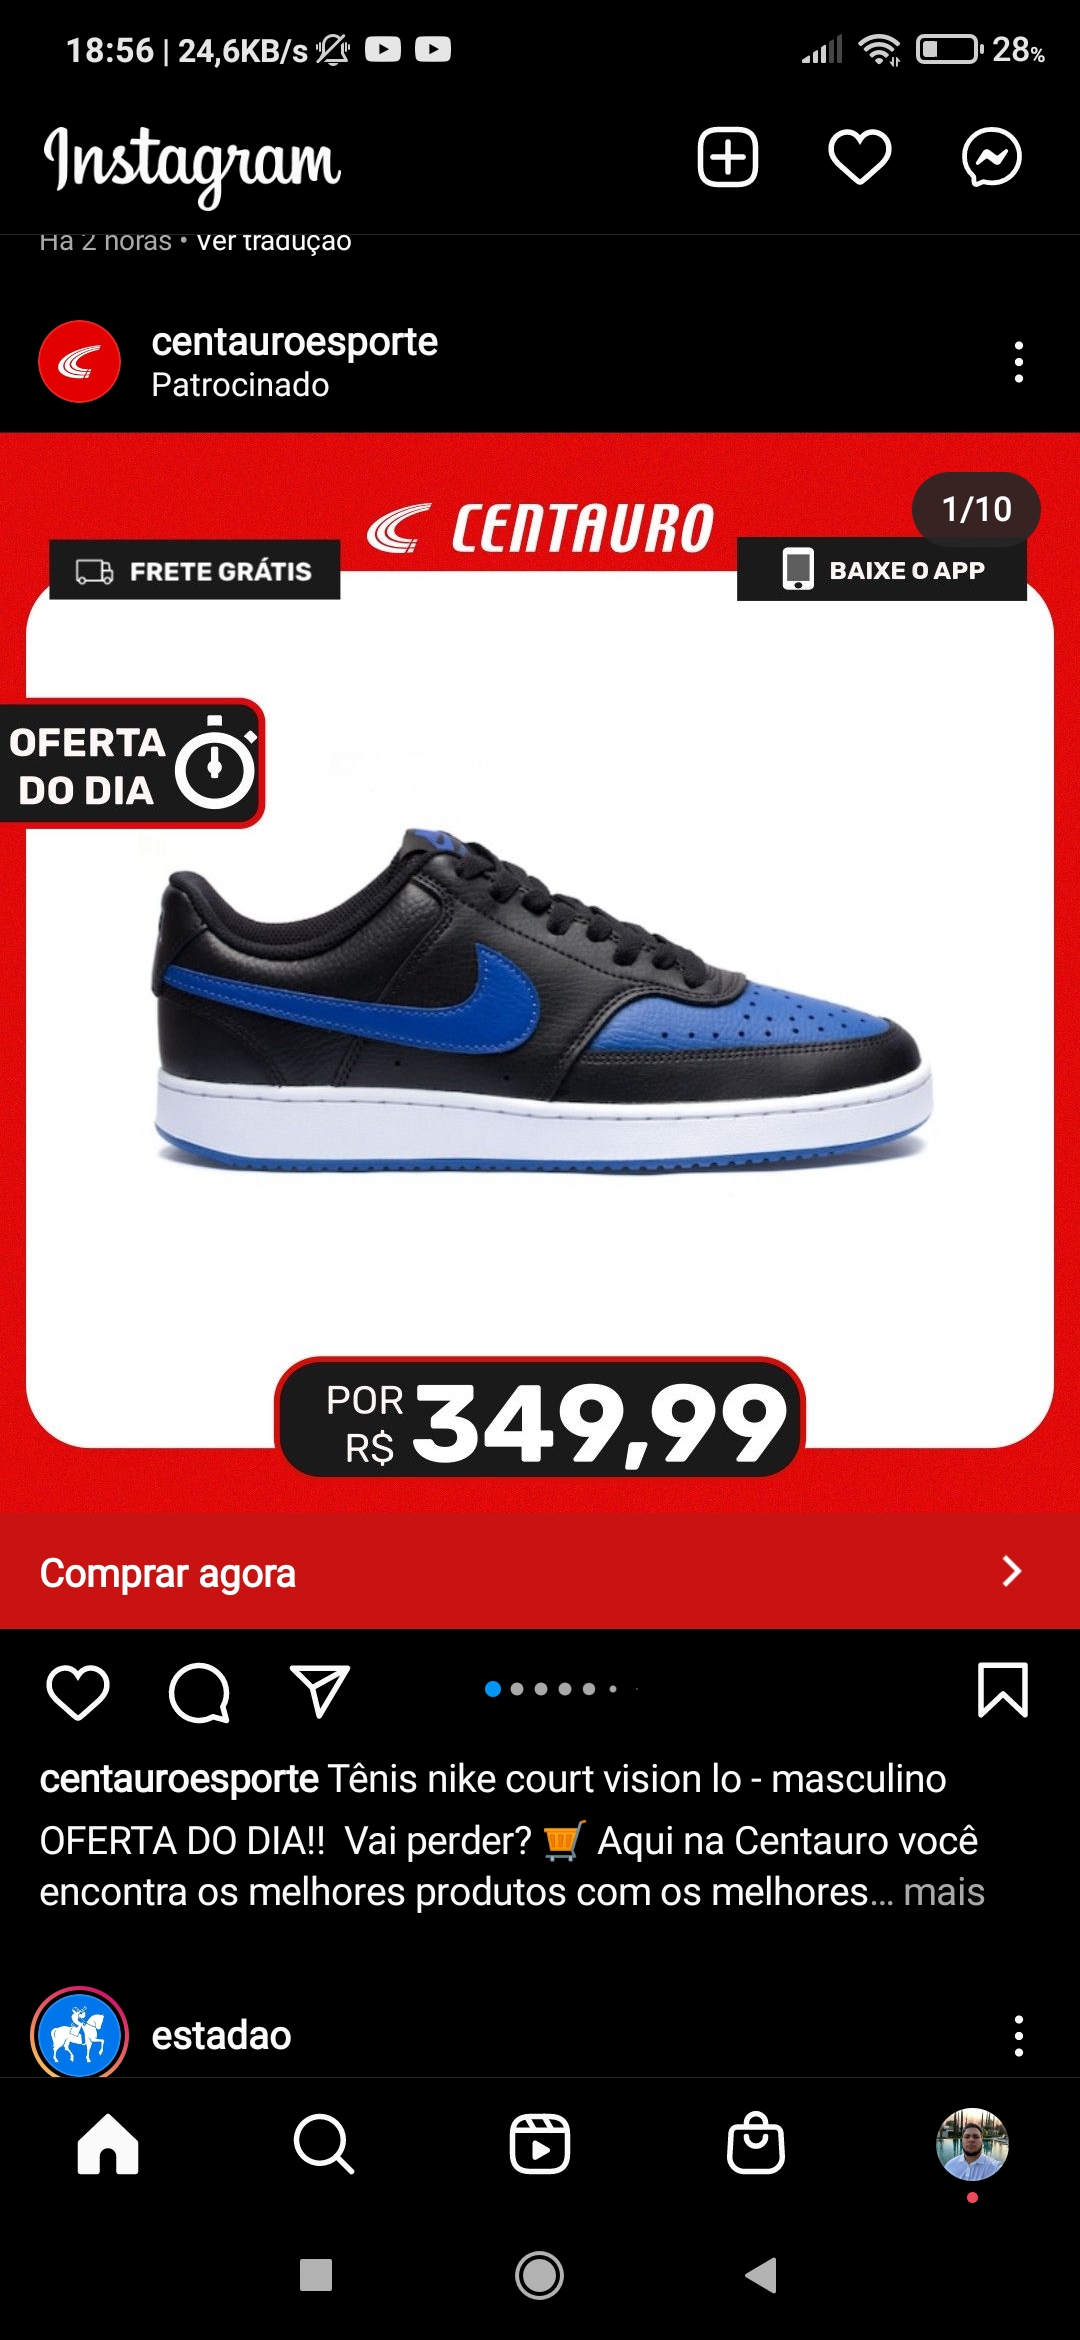 18:56 | 24,6KB/s
28%
Instagram
Há 2 horas • Ver tradução
centauroesporte
Patrocinado
1/10
CENTAURO
FRETE GRÁTIS
BAIXE O APP
OFERTA
DO DIA
POR
R$ 349,99
Comprar agora
centauroesporte Tênis nike court vision lo - masculino
OFERTA DO DIA!! Vai perder? 🛒 Aqui na Centauro você
encontra os melhores produtos com os melhores... mais
estadao